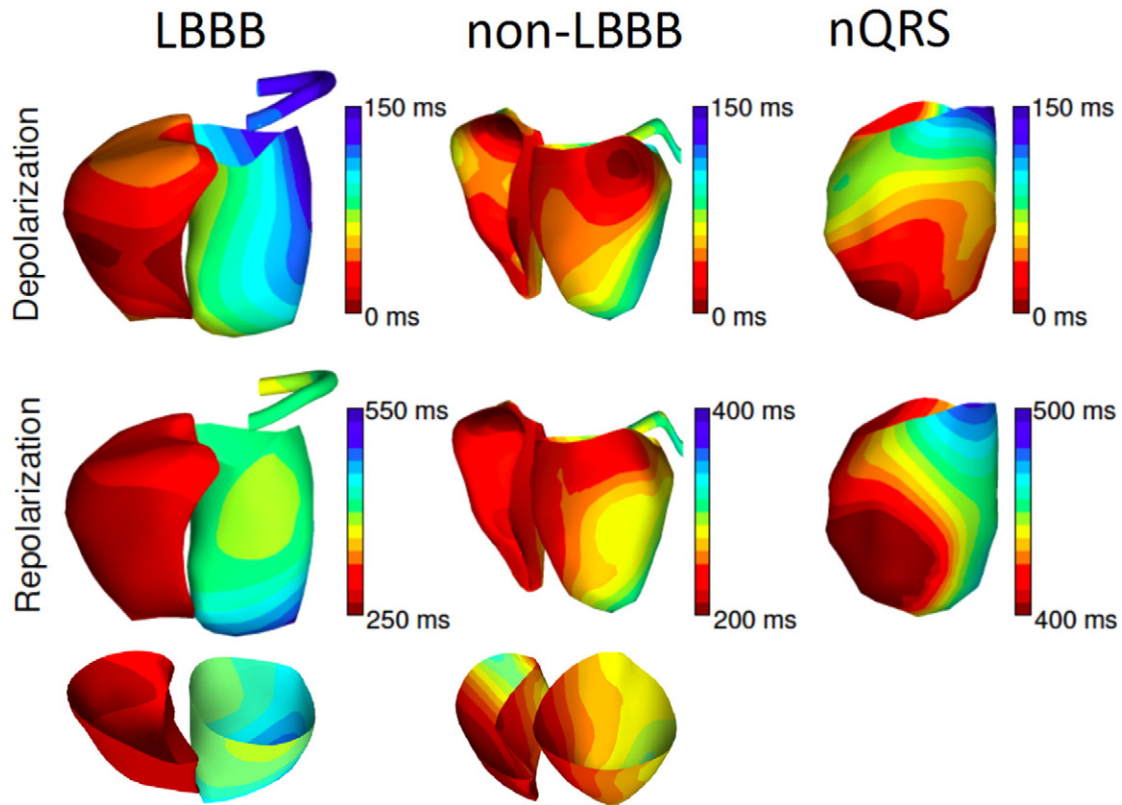 LBBB
non-LBBB
nQRS
Depolarization
150 ms
0 ms
150 ms
0 ms
150 ms
0 ms
Repolarization
550 ms
250 ms
400 ms
200 ms
500 ms
400 ms